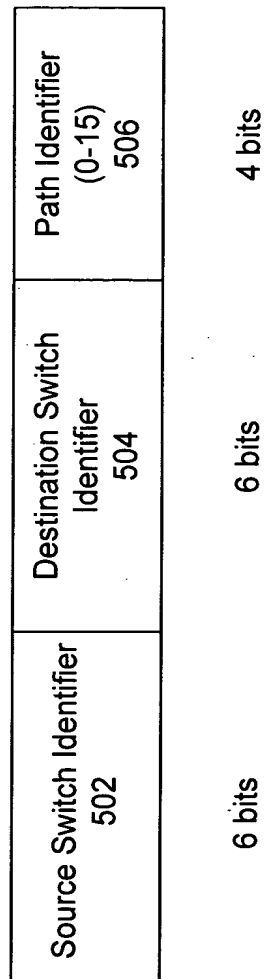 Source Switch Identifier
502
Destination Switch
Identifier
504
Path Identifier
(0-15)
506
6 bits
6 bits
4 bits